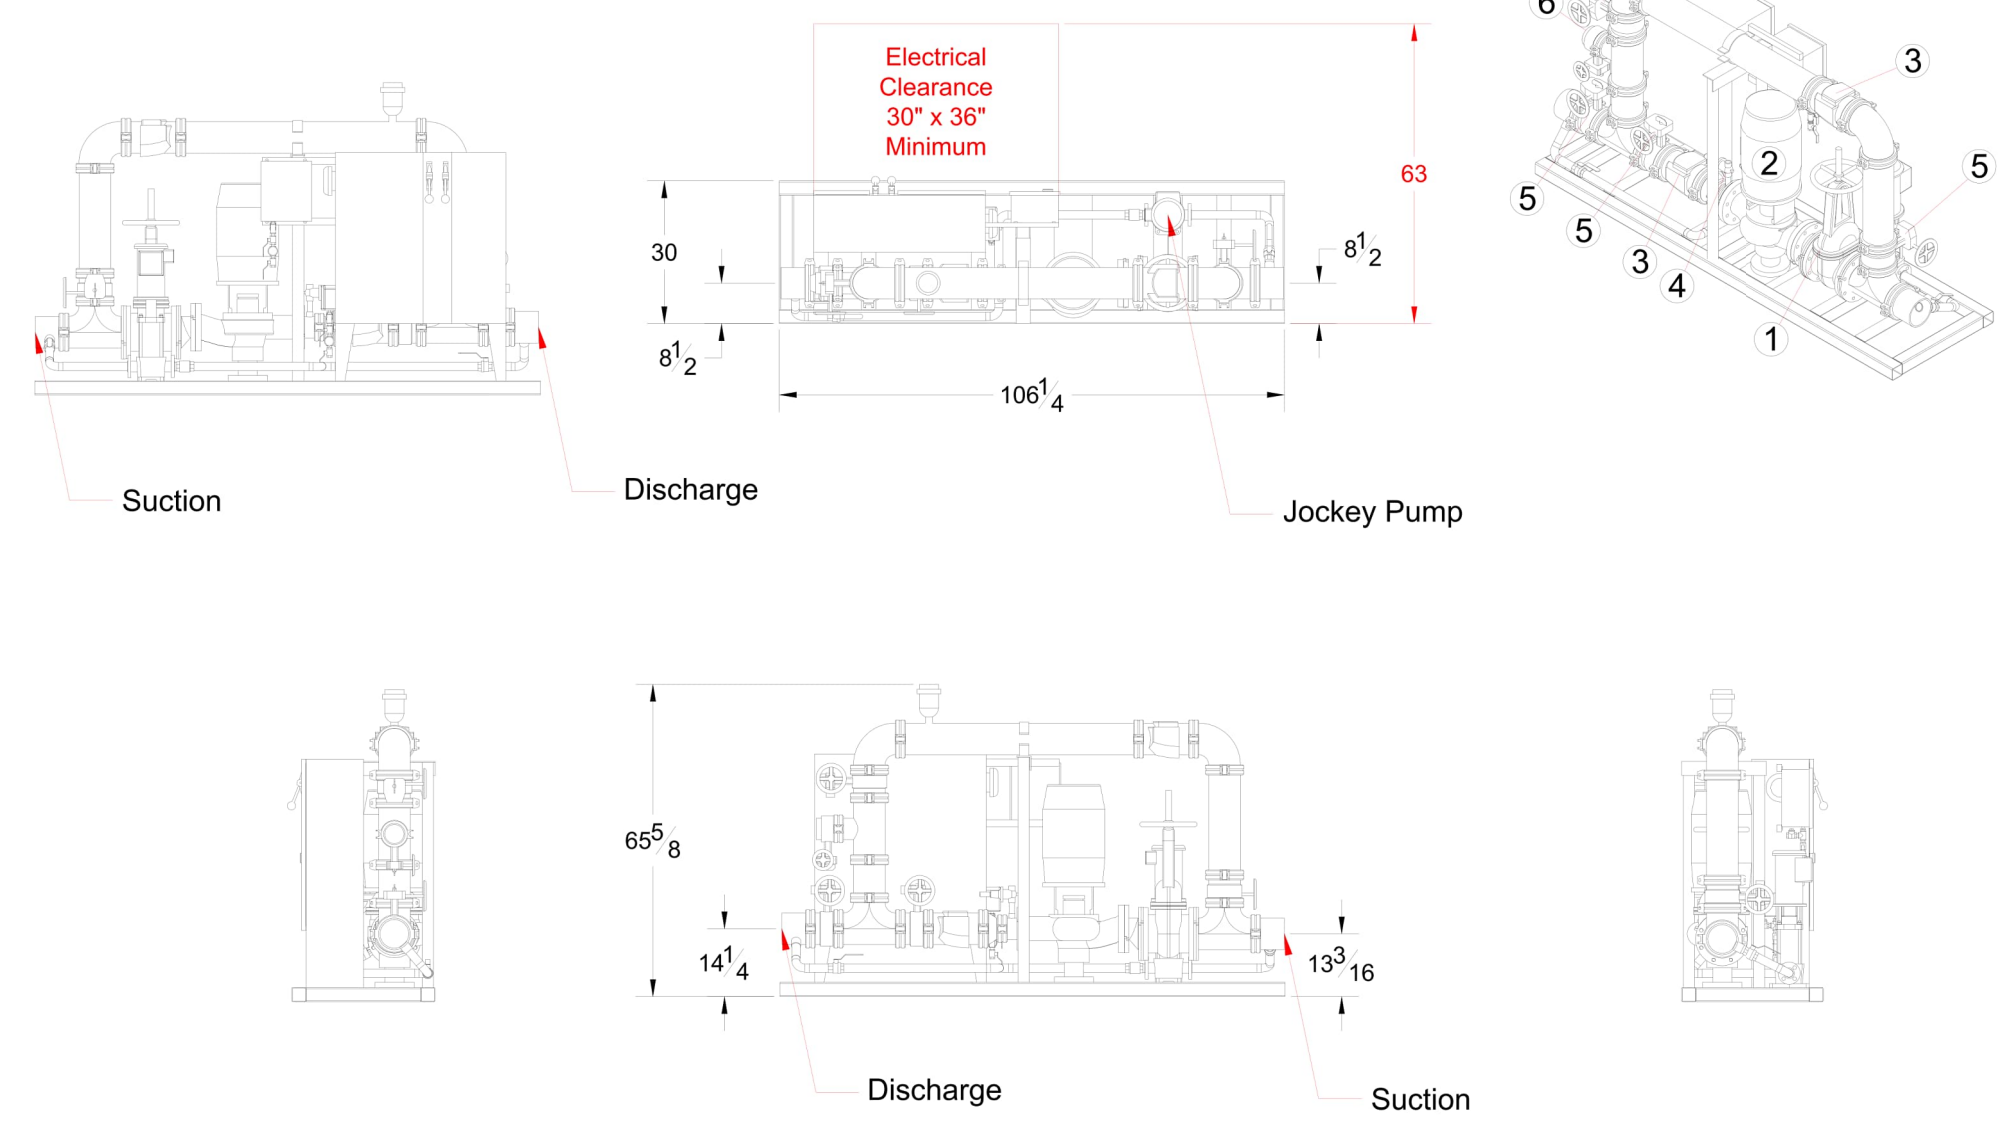 Electrical
Clearance
30" x 36"
Minimum
63
30
8 1/2
8 1/2
106 1/4
Suction
Discharge
Jockey Pump
6
3
2
5
5
5
3
4
1
65 5/8
14 1/4
13 3/16
Discharge
Suction